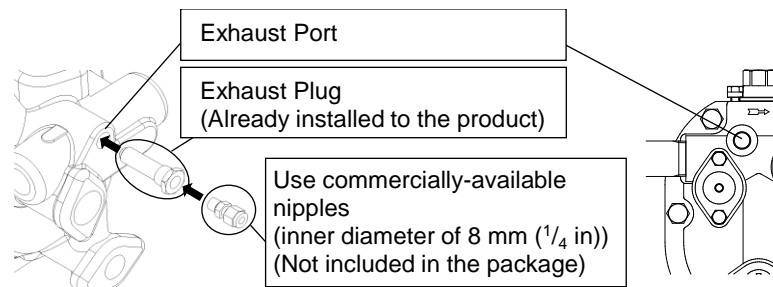 Exhaust Port
Exhaust Plug
(Already installed to the product)
Use commercially-available
nipples
(inner diameter of 8 mm (1/4 in))
(Not included in the package)